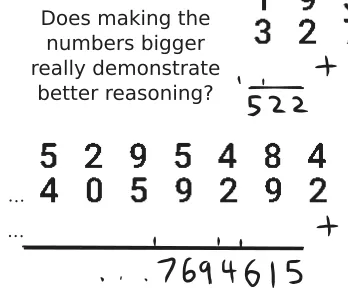 Does making the
numbers bigger
really demonstrate
better reasoning?
3 2
+
522
5 2 9 5 4 8 4
... 4 0 5 9 2 9 2
... +
. . . 7694615